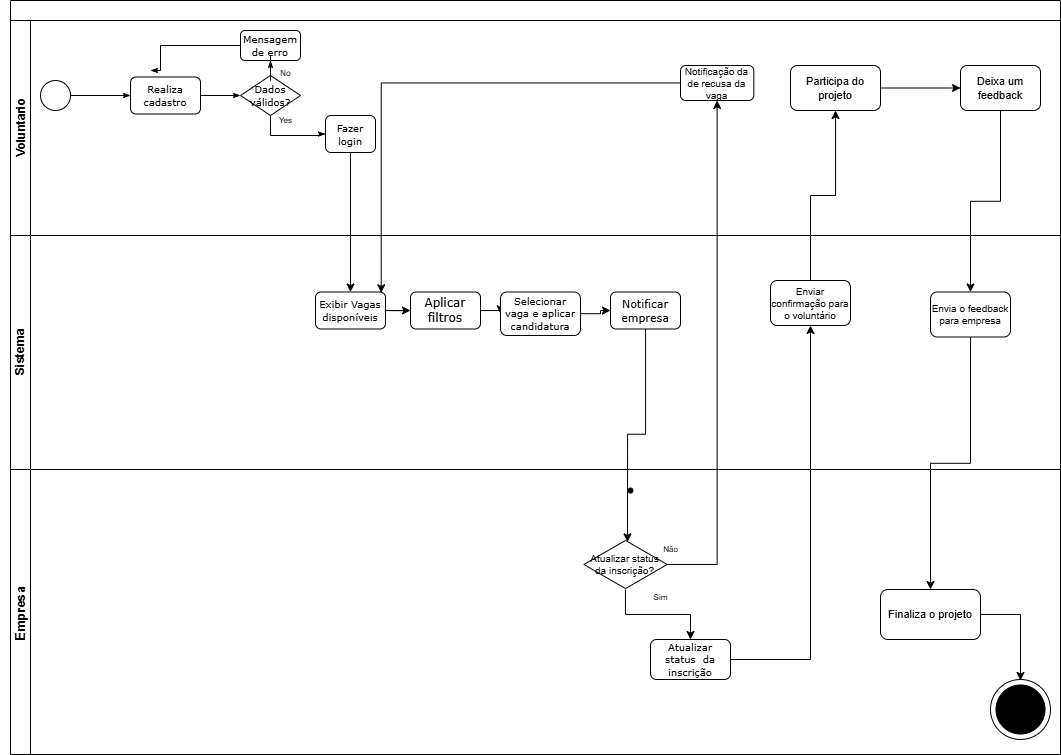 Voluntário
Mensagem
de erro
No
Realiza
cadastro
Dados
válidos?
Yes
Fazer
login
Notificação da
de recusa da
vaga
Participa do
projeto
Deixa um
feedback
Sistema
Exibir Vagas
disponíveis
Aplicar
filtros
Selecionar
vaga e aplicar
candidatura
Notificar
empresa
Enviar
confirmação para
o voluntário
Envia o feedback
para empresa
Empresa
Atualizar status
da inscrição?
Não
Sim
Atualizar
status da
inscrição
Finaliza o projeto